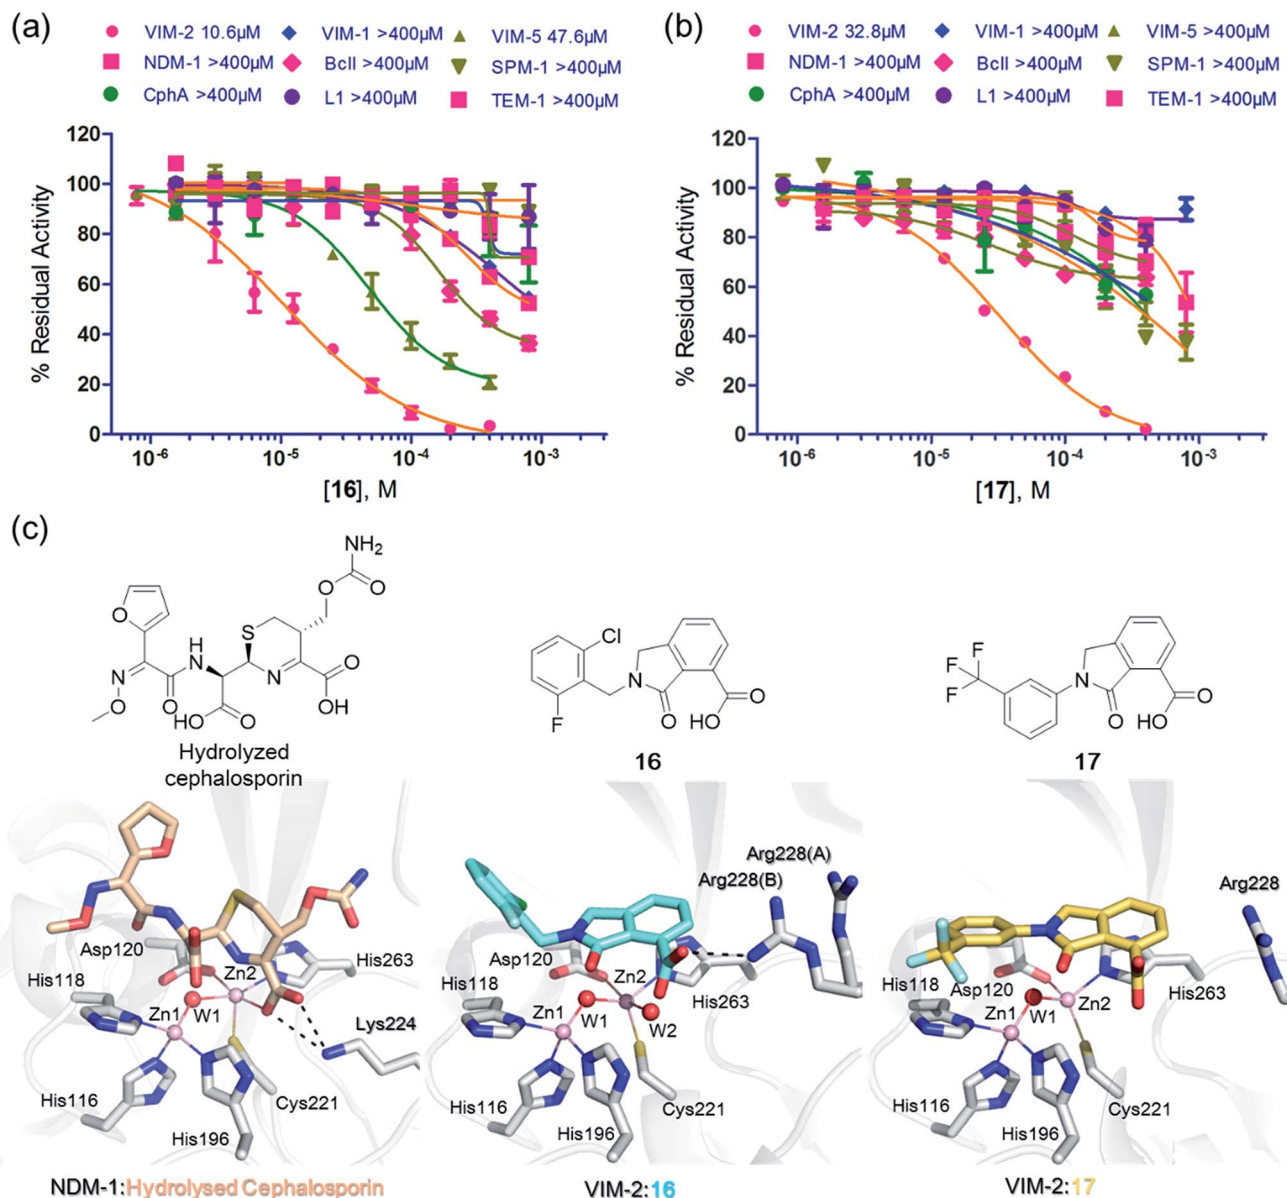 (a)
VIM-2 10.6µM VIM-1 >400µM VIM-5 47.6µM
NDM-1 >400µM BcII >400µM SPM-1 >400µM
CphA >400µM L1 >400µM TEM-1 >400µM
120
100
80
60
40
20
0
% Residual Activity
10-6 10-5 10-4 10-3
[16], M
(b)
VIM-2 32.8µM VIM-1 >400µM VIM-5 >400µM
NDM-1 >400µM BcII >400µM SPM-1 >400µM
CphA >400µM L1 >400µM TEM-1 >400µM
120
100
80
60
40
20
0
% Residual Activity
10-6 10-5 10-4 10-3
[17], M
(c)
NH2
O
O
O
S
H
N
N
N
O
O
O
HO
O
O
OH
Hydrolyzed
cephalosporin
Cl
N
F
O
HO
O
16
F
F
F
N
O
HO
O
17
Asp120
His263
His118
Zn2
Zn1
W1
Lys224
His116
Cys221
His196
NDM-1:Hydrolysed Cephalosporin
Arg228(A)
Arg228(B)
Asp120
His118
Zn2
His263
Zn1
W1
W2
His116
Cys221
His196
VIM-2:16
Arg228
His118
Asp120
His263
Zn1
W1
Zn2
His116
Cys221
His196
VIM-2:17